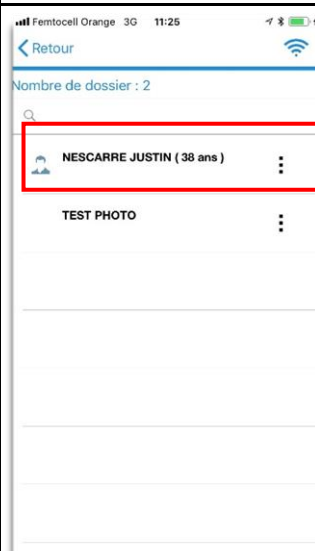 Femtocell Orange 3G 11:25
Retour
Nombre de dossier : 2
NESCARRE JUSTIN ( 38 ans )
TEST PHOTO